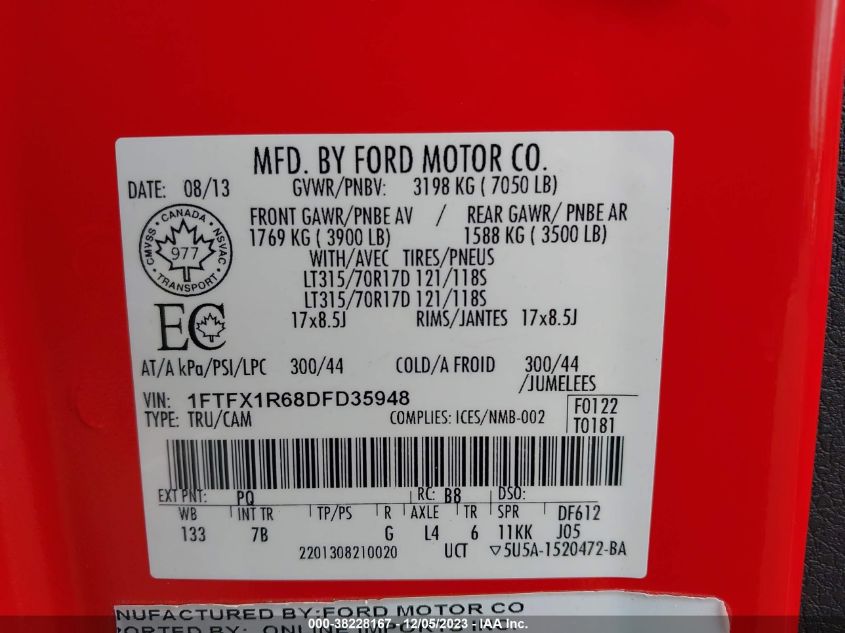 MFD. BY FORD MOTOR CO.
DATE: 08/13 GVWR/PNBV: 3198 KG ( 7050 LB)
FRONT GAWR/PNBE AV / REAR GAWR/ PNBE AR
1769 KG ( 3900 LB) 1588 KG ( 3500 LB)
WITH/AVEC TIRES/PNEUS
LT315/70R17D 121/118S
LT315/70R17D 121/118S
17x8.5J RIMS/JANTES 17x8.5J
CANADA
CMVSS NSVAC
977
TRANSPORT
EC
AT/A kPa/PSI/LPC 300/44 COLD/A FROID 300/44
/JUMELEES
VIN: 1FTFX1R68DFD35948
TYPE: TRU/CAM COMPLIES: ICES/NMB-002
F0122
T0181
EXT PNT: PQ RC: B8 DSO:
WB INT TR TP/PS R AXLE TR SPR DF612
133 7B G L4 6 11KK J05
2201308210020 UCT ▽5U5A-1520472-BA
NUFACTURED BY:FORD MOTOR CO
ORTED BY: ONLINE IMPORTS INC
000-38228167 - 12/05/2023 - IAA Inc.